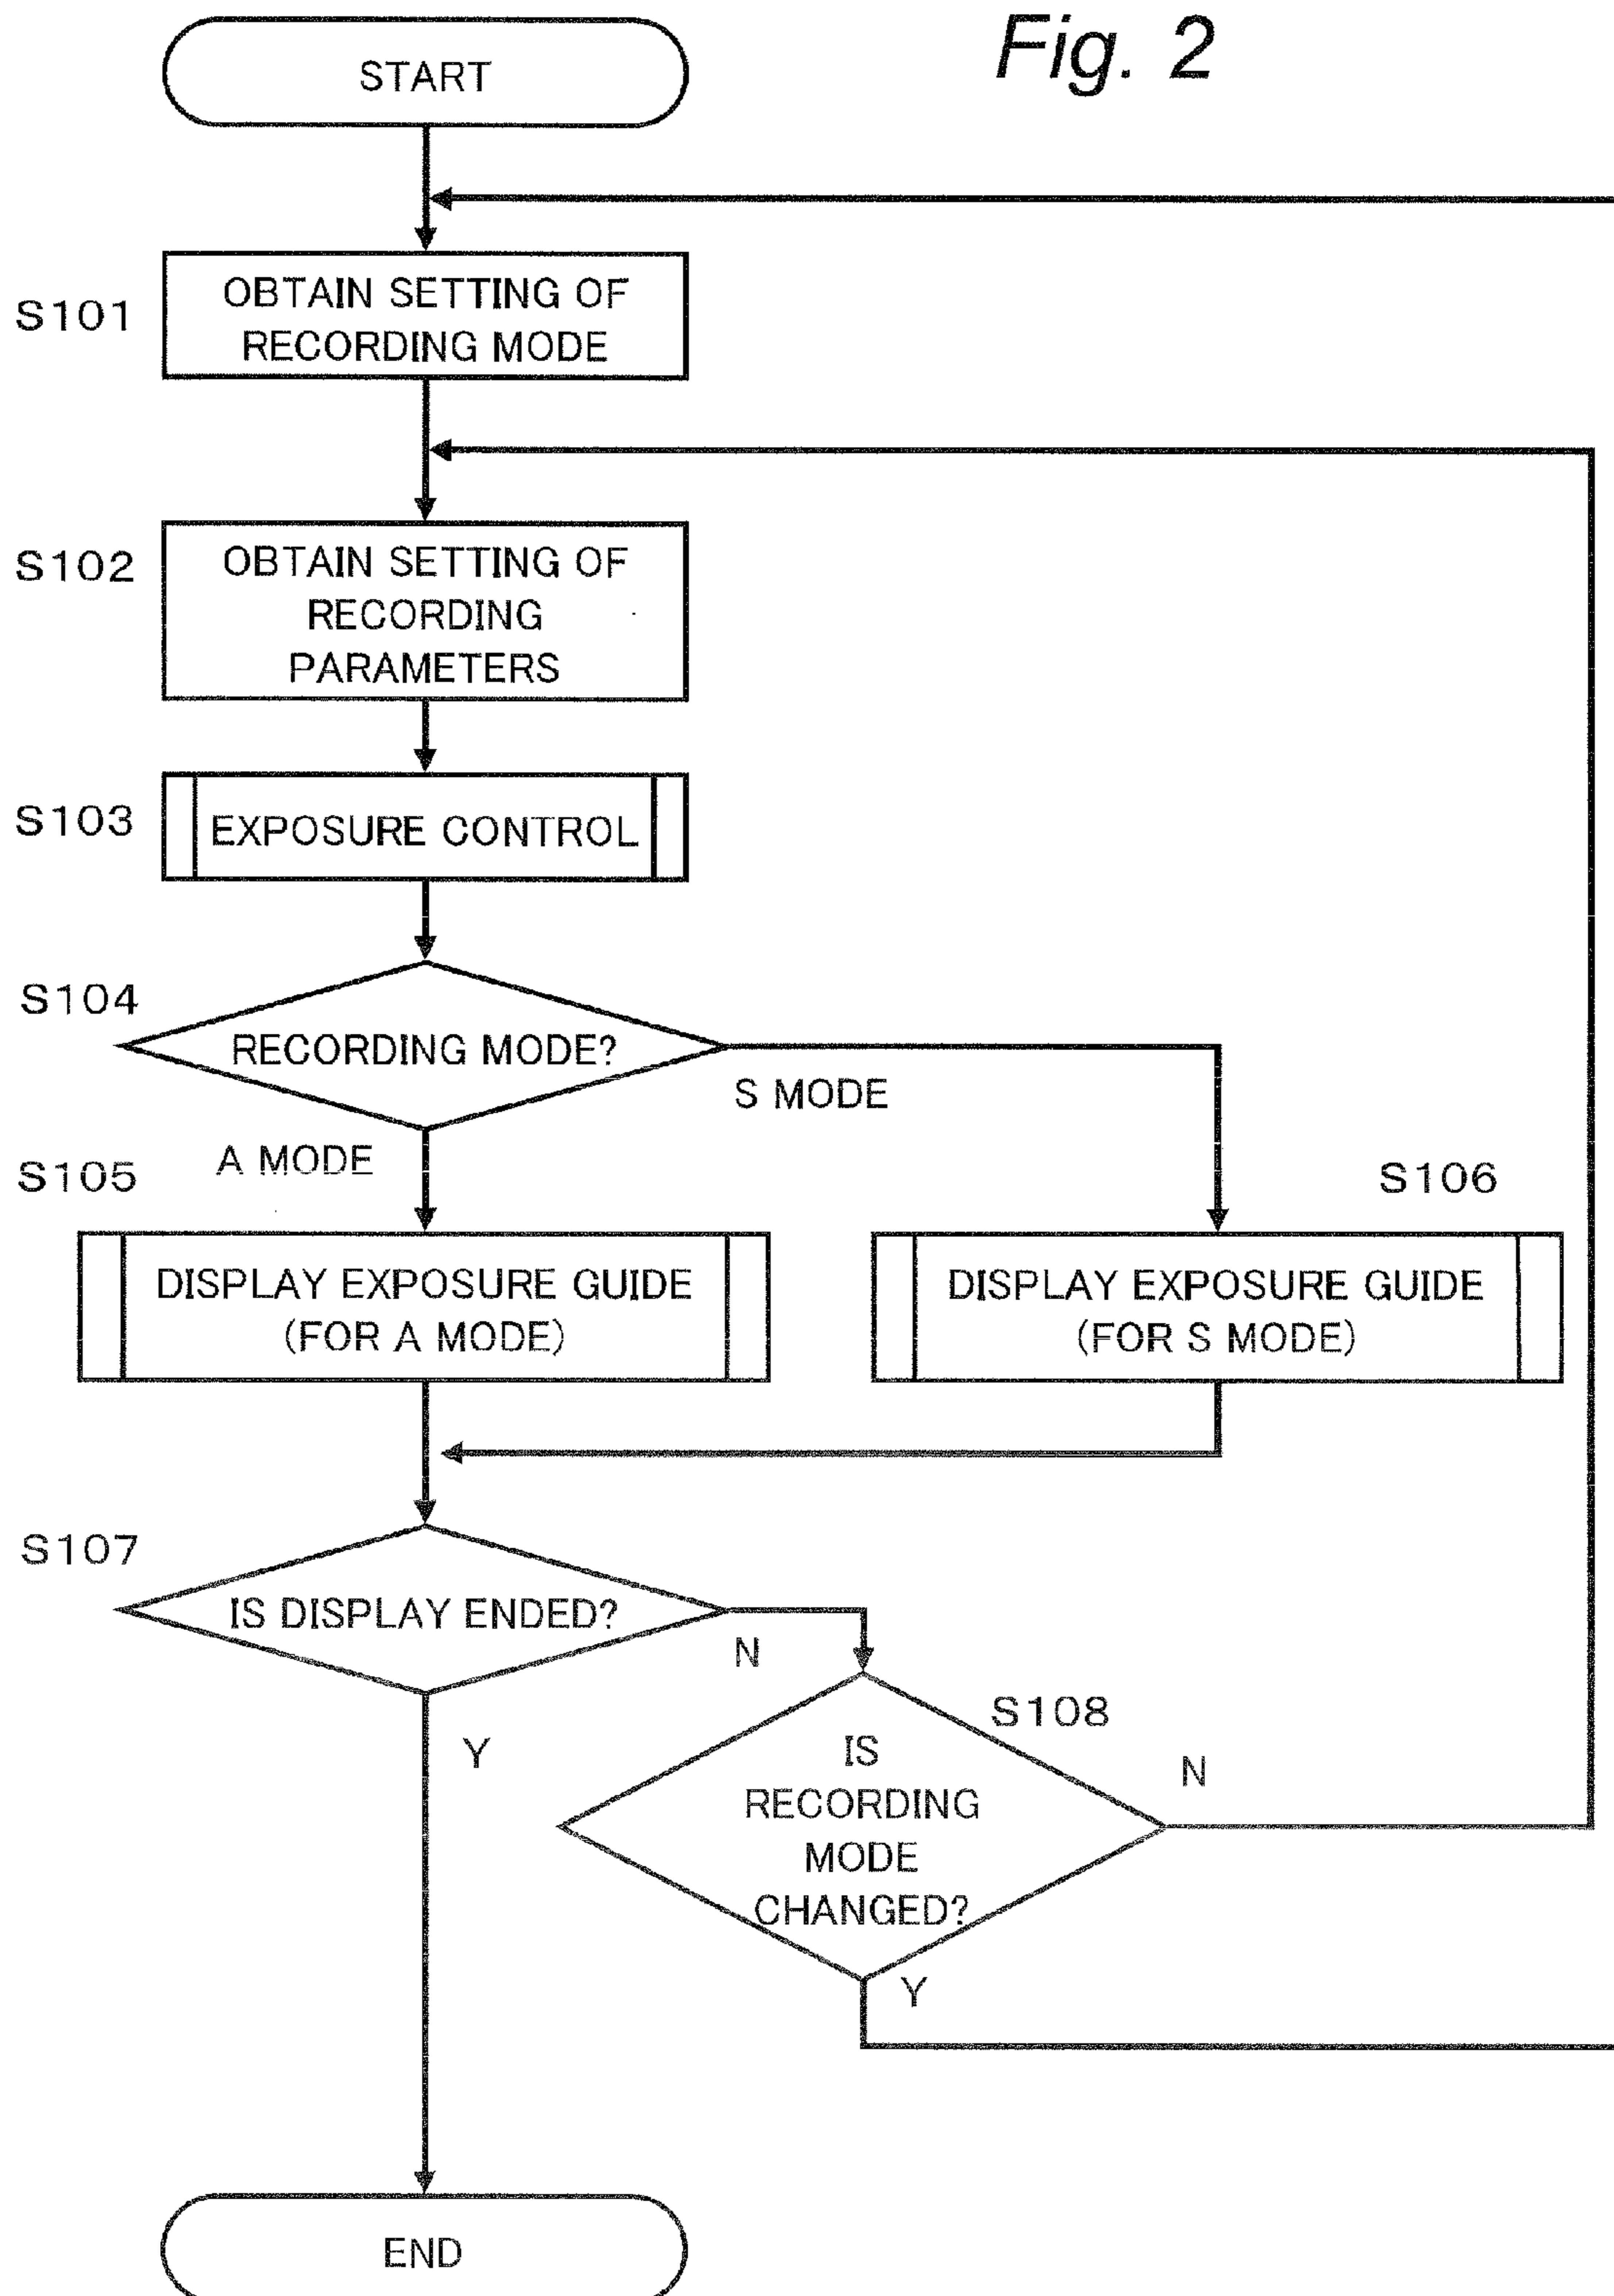 Fig. 2
START
S101
OBTAIN SETTING OF
RECORDING MODE
S102
OBTAIN SETTING OF
RECORDING
PARAMETERS
S103
EXPOSURE CONTROL
S104
RECORDING MODE?
S MODE
A MODE
S105
DISPLAY EXPOSURE GUIDE
(FOR A MODE)
S106
DISPLAY EXPOSURE GUIDE
(FOR S MODE)
S107
IS DISPLAY ENDED?
N
Y
S108
IS
RECORDING
MODE
CHANGED?
N
Y
END